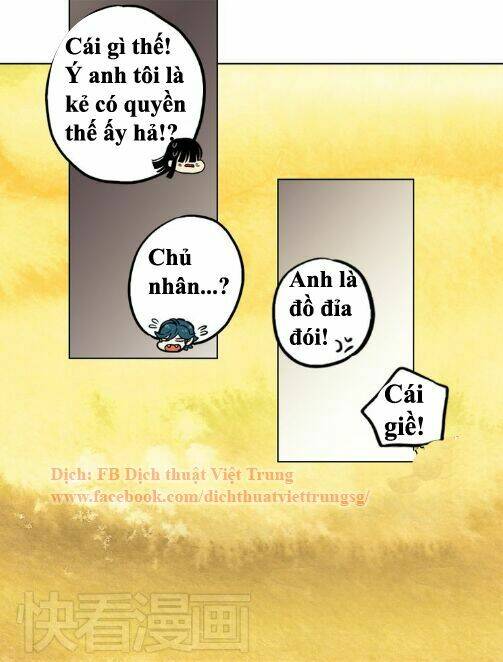 Cái gì thế!
Ý anh tôi là
kẻ có quyền
thế ấy hả!?
Chủ
nhân...?
Anh là
đồ đỉa
đói!
Cái
giề!
Dịch: FB Dịch thuật Việt Trung
www.facebook.com/dichthuatviettrungsg/
快看漫画